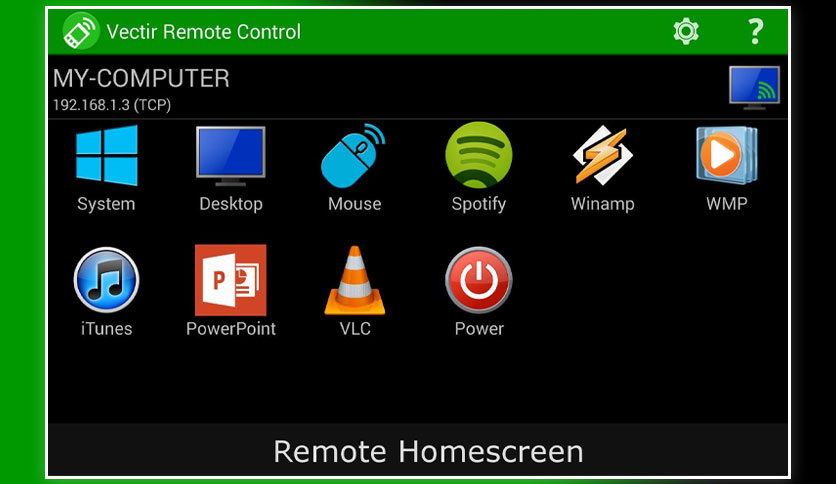 Vectir Remote Control ?
MY-COMPUTER
192.168.1.3 (TCP)
System Desktop Mouse Spotify Winamp WMP
P
iTunes PowerPoint VLC Power
Remote Homescreen